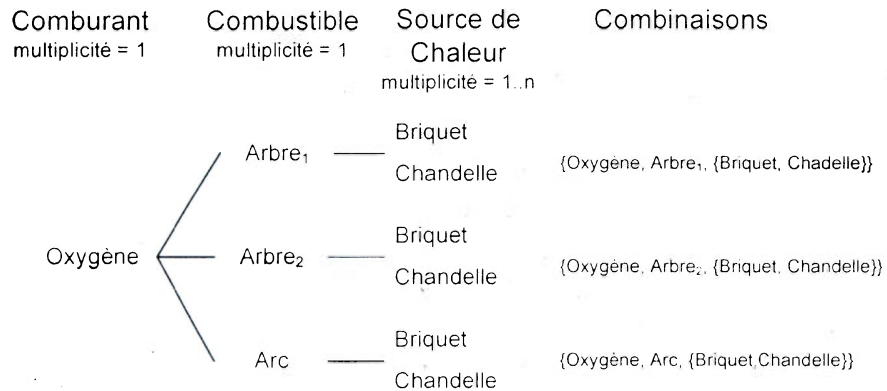 Comburant
multiplicité = 1
Combustible
multiplicité = 1
Source de
Chaleur
multiplicité = 1..n
Combinaisons
Oxygène
Arbre₁
Briquet
Chandelle
{Oxygène, Arbre₁, {Briquet, Chadelle}}
Arbre₂
Briquet
Chandelle
{Oxygène, Arbre₂, {Briquet, Chandelle}}
Arc
Briquet
Chandelle
{Oxygène, Arc, {Briquet,Chandelle}}